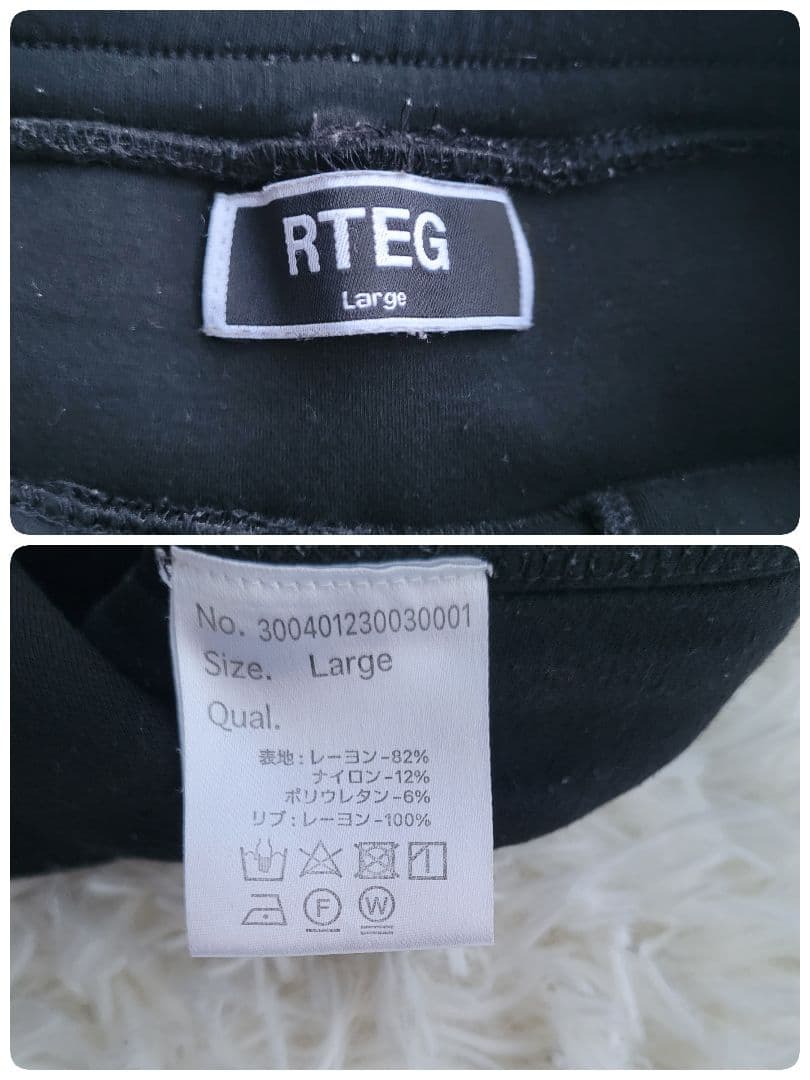 RTEG
Large
No. 300401230030001
Size. Large
Qual.
表地:レーヨン-82%
ナイロン-12%
ポリウレタン-6%
リブ:レーヨン-100%
F
W